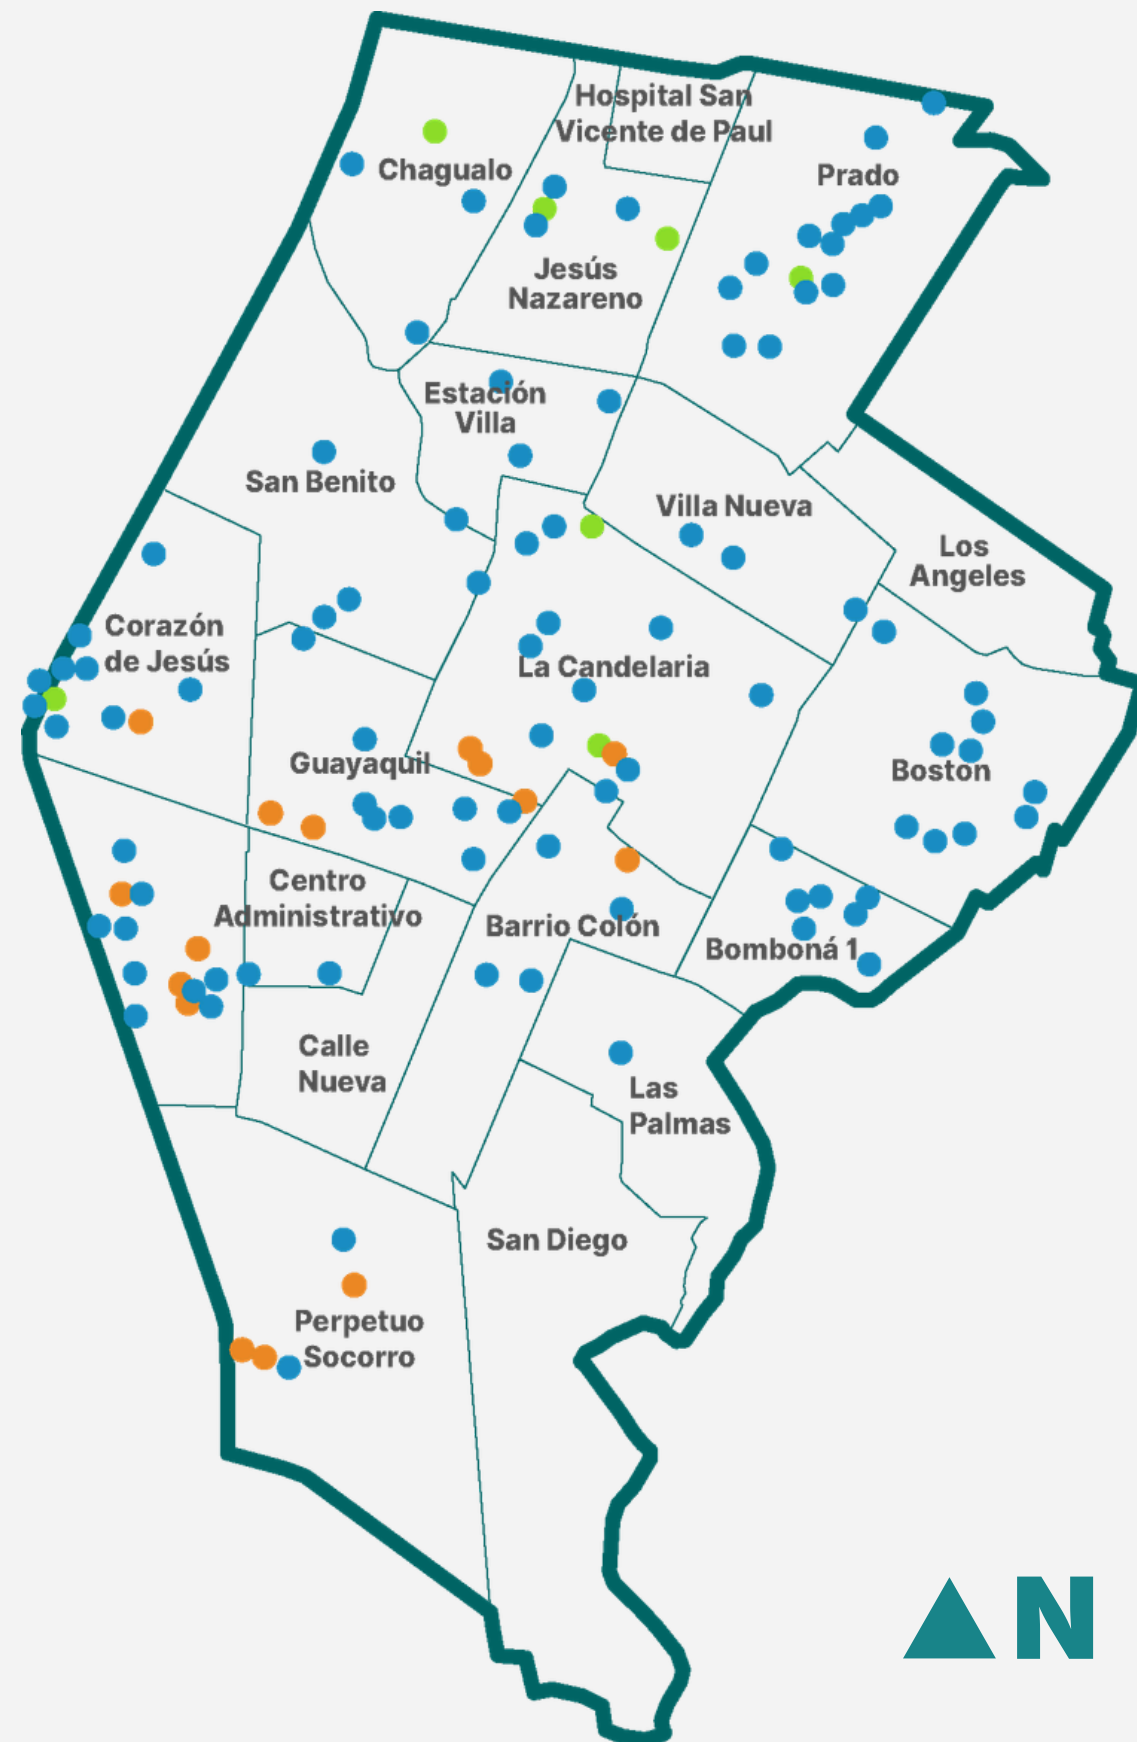 Hospital San
Vicente de Paul
Chagualo
Prado
Jesús
Nazareno
Estación
Villa
San Benito
Villa Nueva
Los
Angeles
Corazón
de Jesús
La Candelaria
Guayaquil
Boston
Centro
Administrativo
Barrio Colón
Bomboná 1
Calle
Nueva
Las
Palmas
San Diego
Perpetuo
Socorro
N